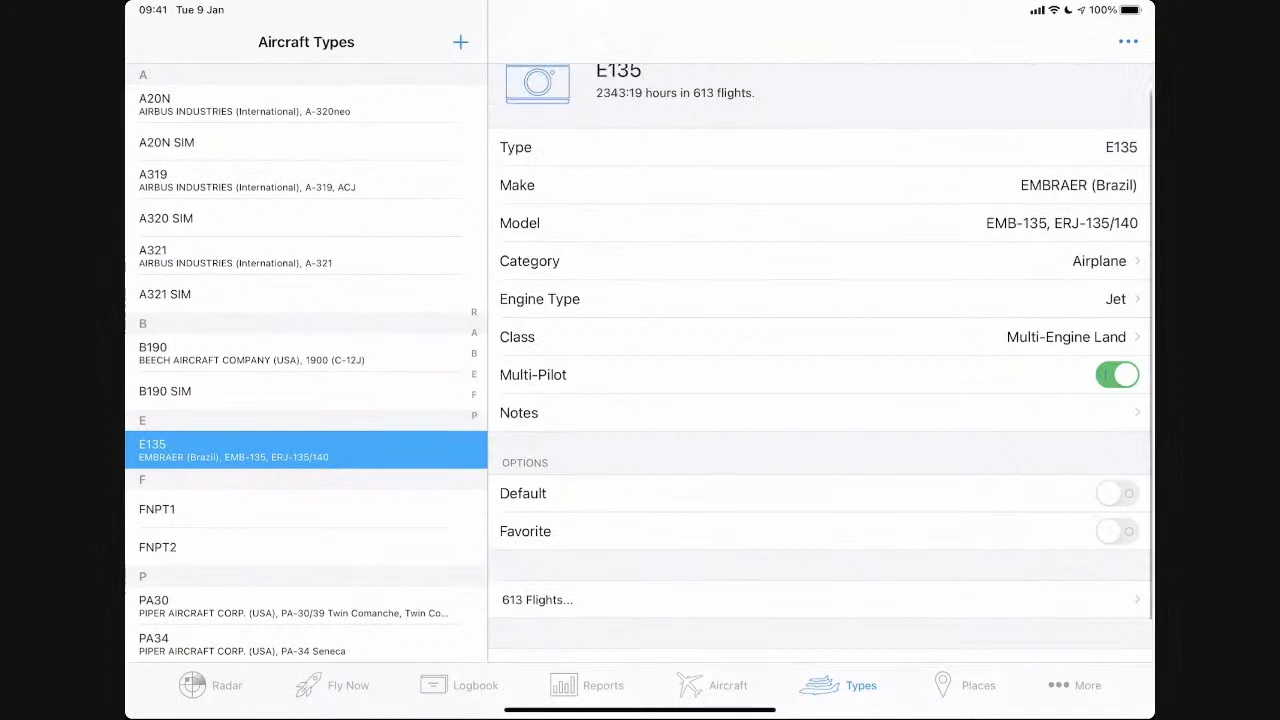 09:41 Tue 9 Jan
100%
Aircraft Types
+
A
A20N
AIRBUS INDUSTRIES (International), A-320neo
A20N SIM
A319
AIRBUS INDUSTRIES (International), A-319, ACJ
A320 SIM
A321
AIRBUS INDUSTRIES (International), A-321
A321 SIM
B
B190
BEECH AIRCRAFT COMPANY (USA), 1900 (C-12J)
B190 SIM
E
E135
EMBRAER (Brazil), EMB-135, ERJ-135/140
F
FNPT1
FNPT2
P
PA30
PIPER AIRCRAFT CORP. (USA), PA-30/39 Twin Comanche, Twin Co...
PA34
PIPER AIRCRAFT CORP. (USA), PA-34 Seneca
R
A
B
E
F
P
E135
2343:19 hours in 613 flights.
Type E135
Make EMBRAER (Brazil)
Model EMB-135, ERJ-135/140
Category Airplane
Engine Type Jet
Class Multi-Engine Land
Multi-Pilot
Notes
OPTIONS
Default
Favorite
613 Flights...
Radar Fly Now Logbook Reports Aircraft Types Places More